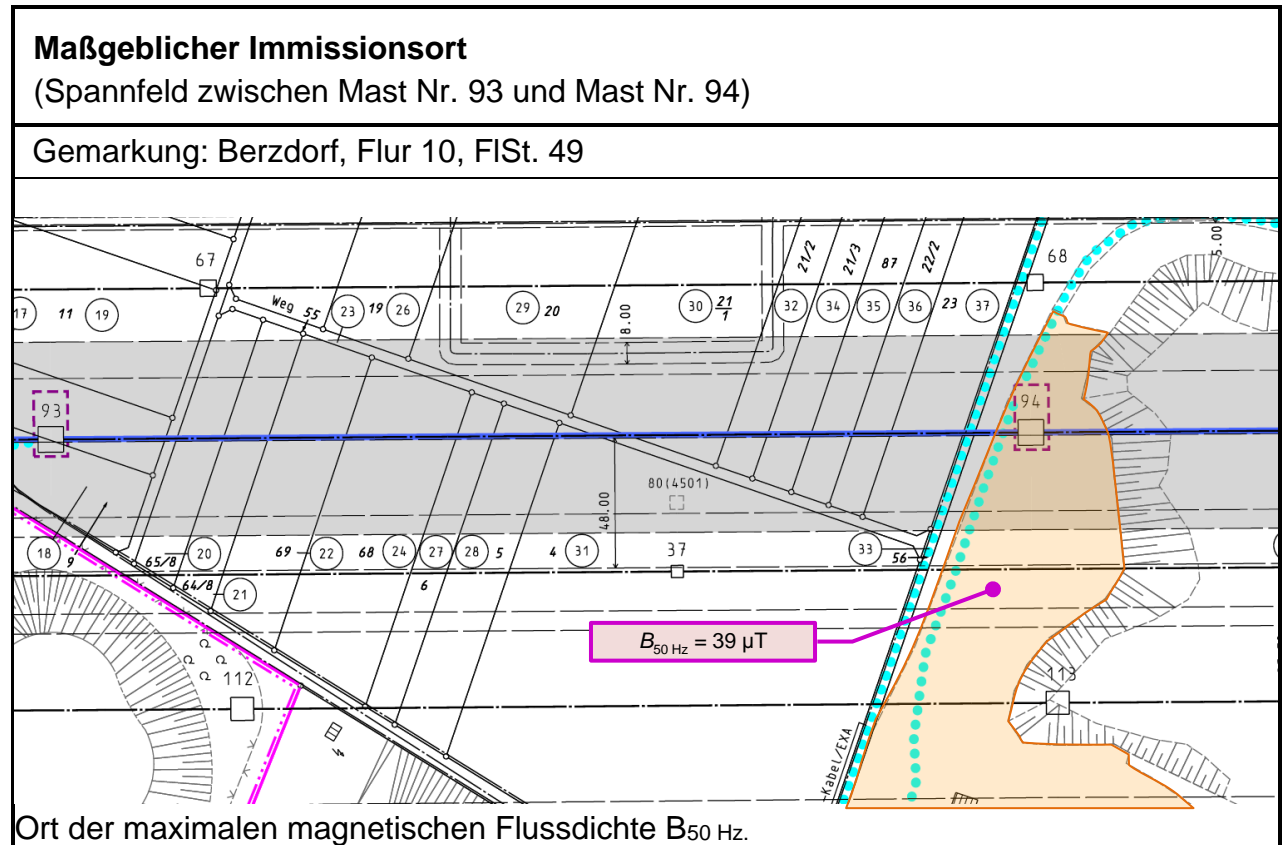 Maßgeblicher Immissionsort
(Spannfeld zwischen Mast Nr. 93 und Mast Nr. 94)
Gemarkung: Berzdorf, Flur 10, FlSt. 49
67
68
5.00
17 11 19
Weg 55
23 19 26
29 20
8.00
30 21/1
21/2
21/3
87
22/2
32 34 35 36 23 37
93
94
80(4501)
48.00
18 9
65/8 20
64/8 21
69 22 68 24 27 28 5 4 31
6
37
33
56
B50 Hz = 39 µT
112
113
4
Kabel/EXA
Ort der maximalen magnetischen Flussdichte B50 Hz.